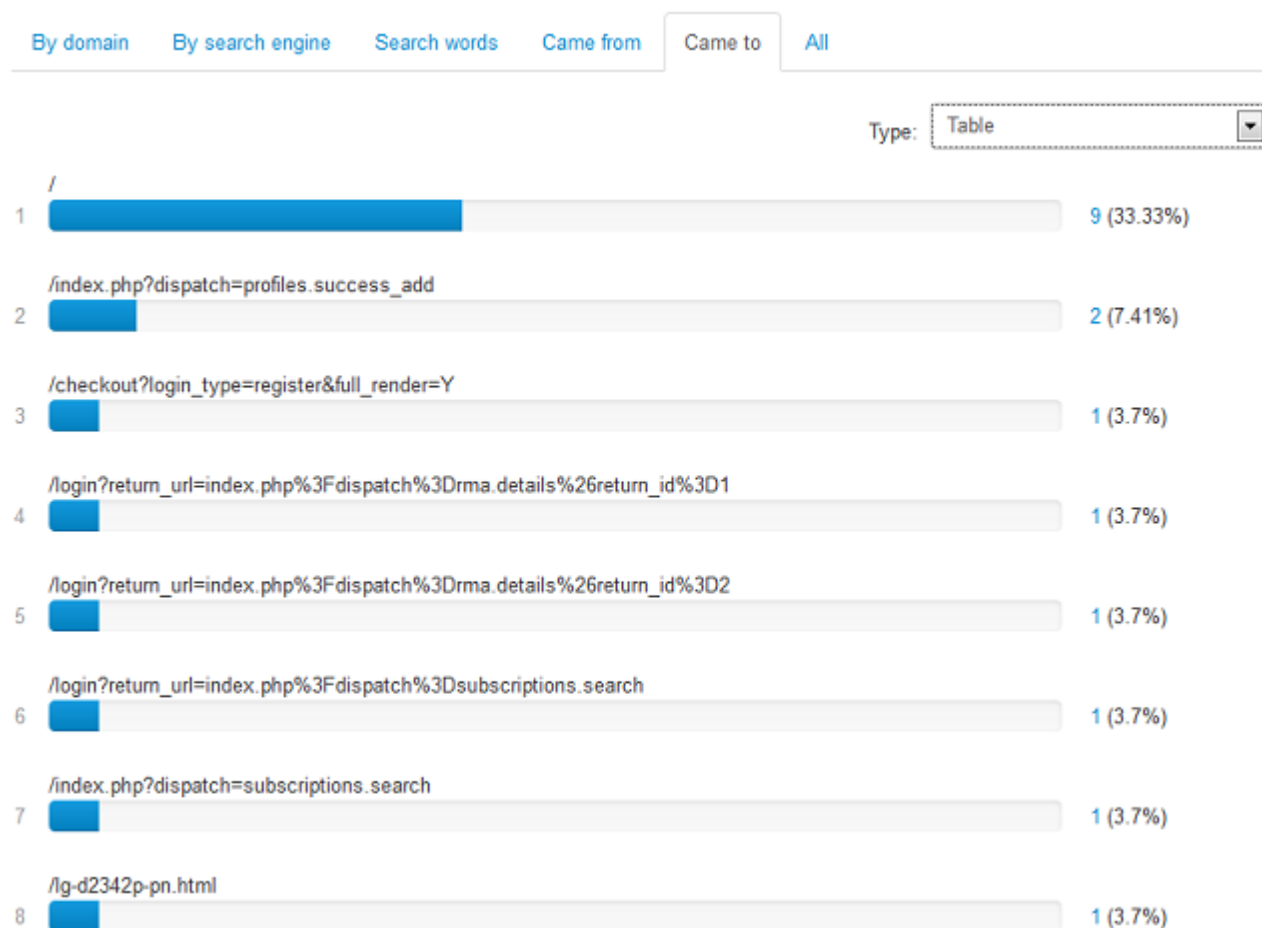 By domain By search engine Search words Came from Came to All
Type: Table
/
1 9 (33.33%)
/index.php?dispatch=profiles.success_add
2 2 (7.41%)
/checkout?login_type=register&full_render=Y
3 1 (3.7%)
/login?return_url=index.php%3Fdispatch%3Drma.details%26return_id%3D1
4 1 (3.7%)
/login?return_url=index.php%3Fdispatch%3Drma.details%26return_id%3D2
5 1 (3.7%)
/login?return_url=index.php%3Fdispatch%3Dsubscriptions.search
6 1 (3.7%)
/index.php?dispatch=subscriptions.search
7 1 (3.7%)
/lg-d2342p-pn.html
8 1 (3.7%)